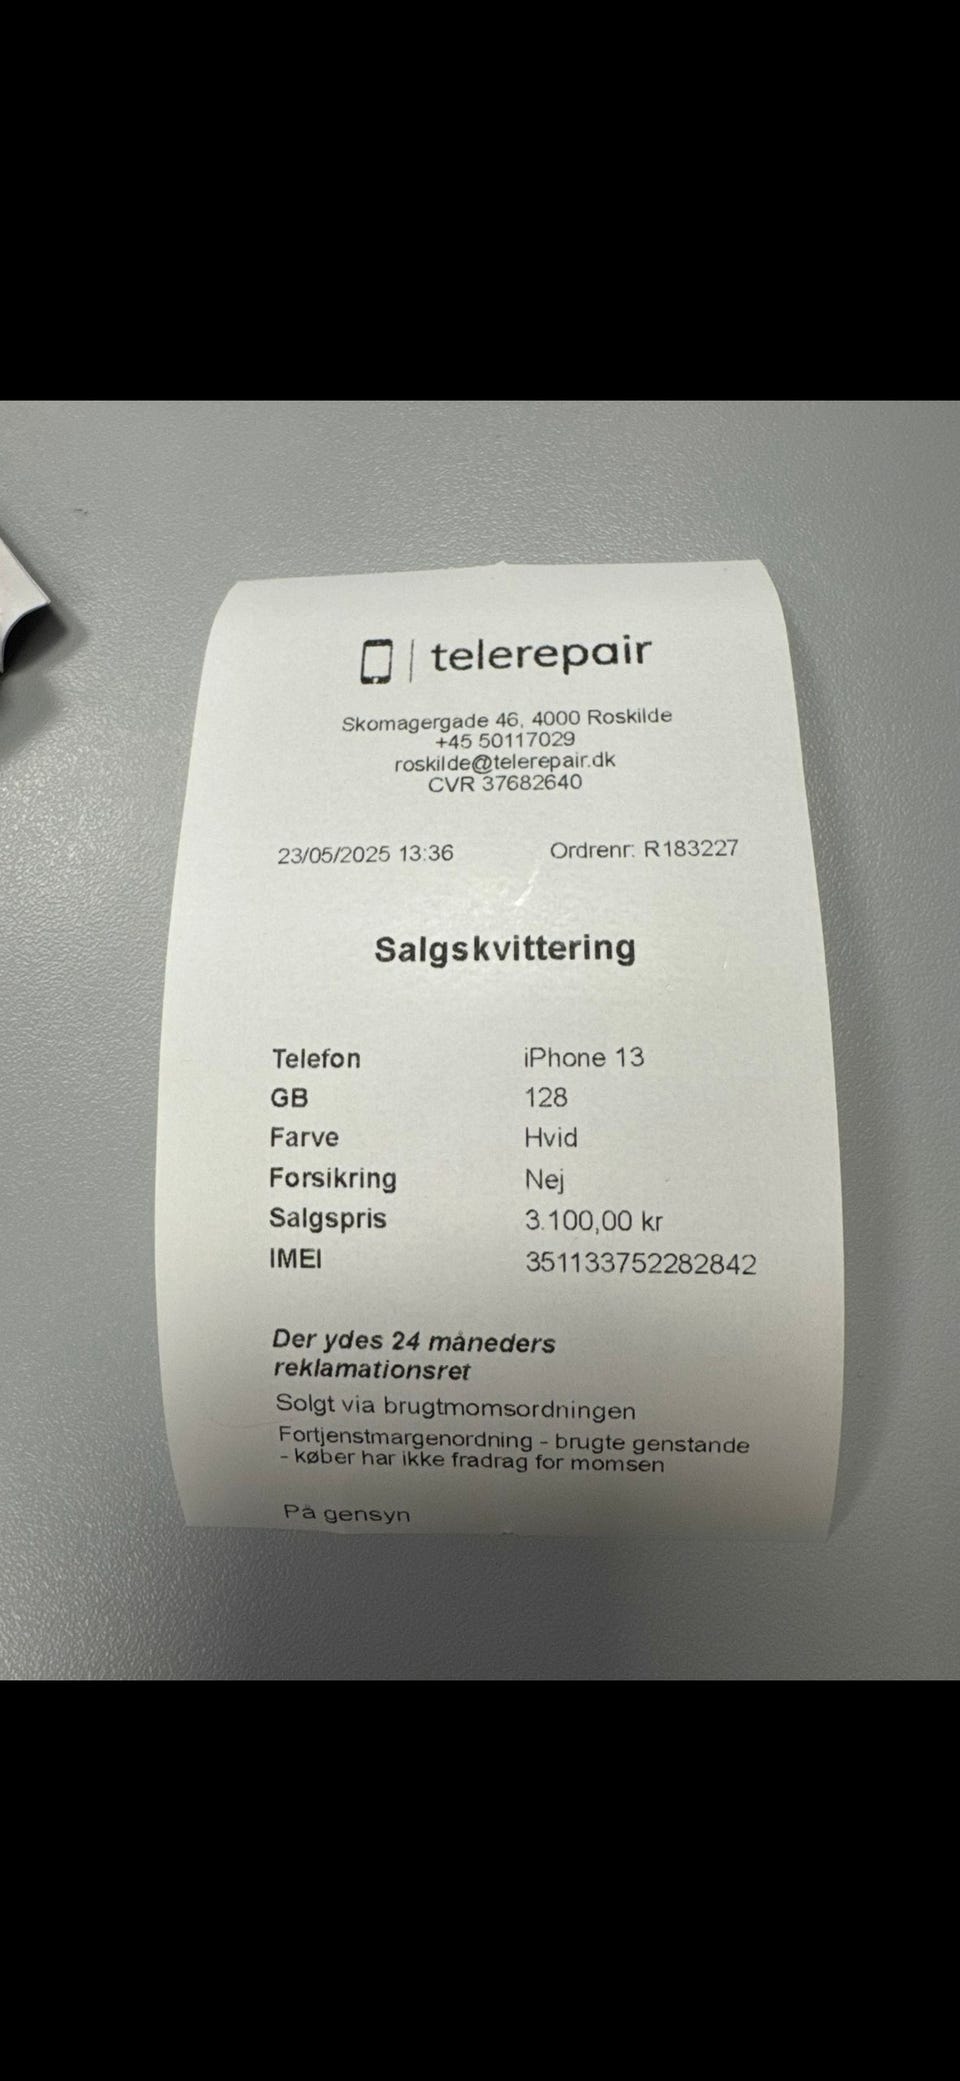 telerepair
Skomagergade 46, 4000 Roskilde
+45 50117029
roskilde@telerepair.dk
CVR 37682640
23/05/2025 13:36 Ordrenr: R183227
Salgskvittering
Telefon iPhone 13
GB 128
Farve Hvid
Forsikring Nej
Salgspris 3.100,00 kr
IMEI 351133752282842
Der ydes 24 måneders
reklamationsret
Solgt via brugtmomsordningen
Fortjenstmargenordning - brugte genstande
- køber har ikke fradrag for momsen
På gensyn